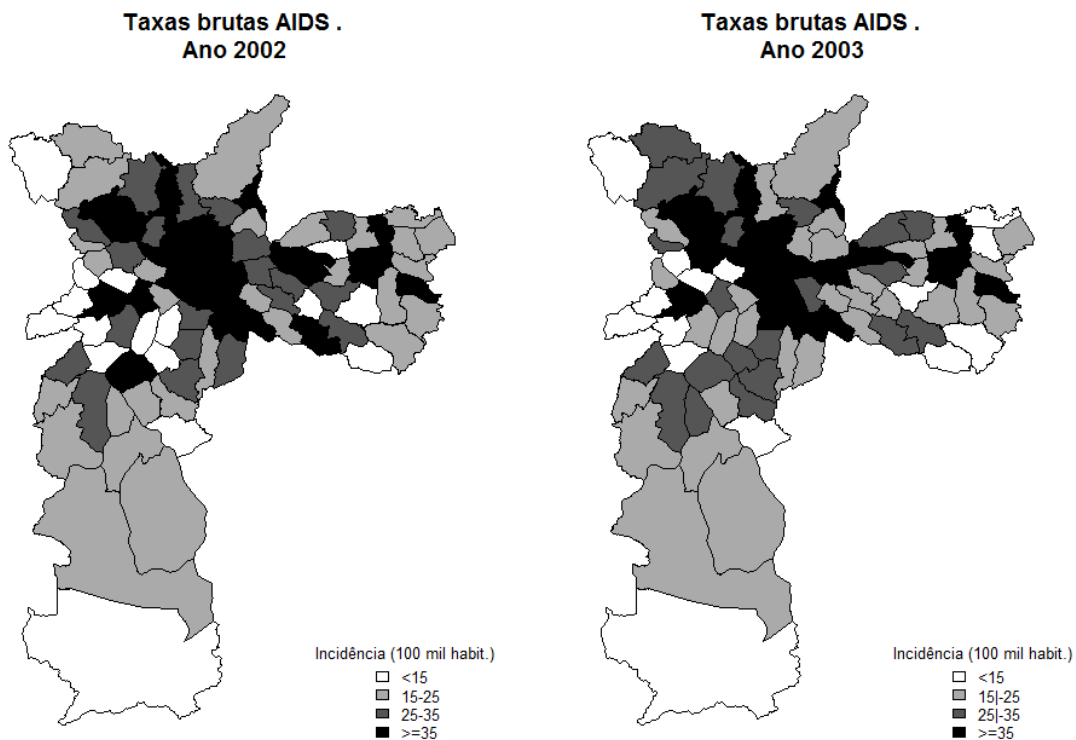 Taxas brutas AIDS .
Ano 2002
Taxas brutas AIDS .
Ano 2003
Incidência (100 mil habit.)
<15
15-25
25-35
>=35
Incidência (100 mil habit.)
<15
15|-25
25|-35
>=35